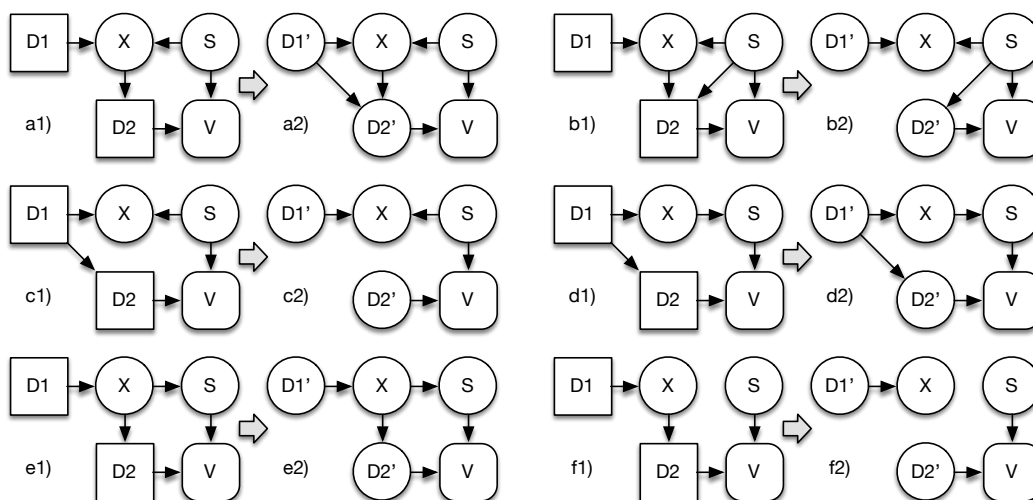 D1 X S D1' X S D1 X S D1' X S
a1) D2 V a2) D2' V b1) D2 V b2) D2' V
D1 X S D1' X S D1 X S D1' X S
c1) D2 V c2) D2' V d1) D2 V d2) D2' V
D1 X S D1' X S D1 X S D1' X S
e1) D2 V e2) D2' V f1) D2 V f2) D2' V